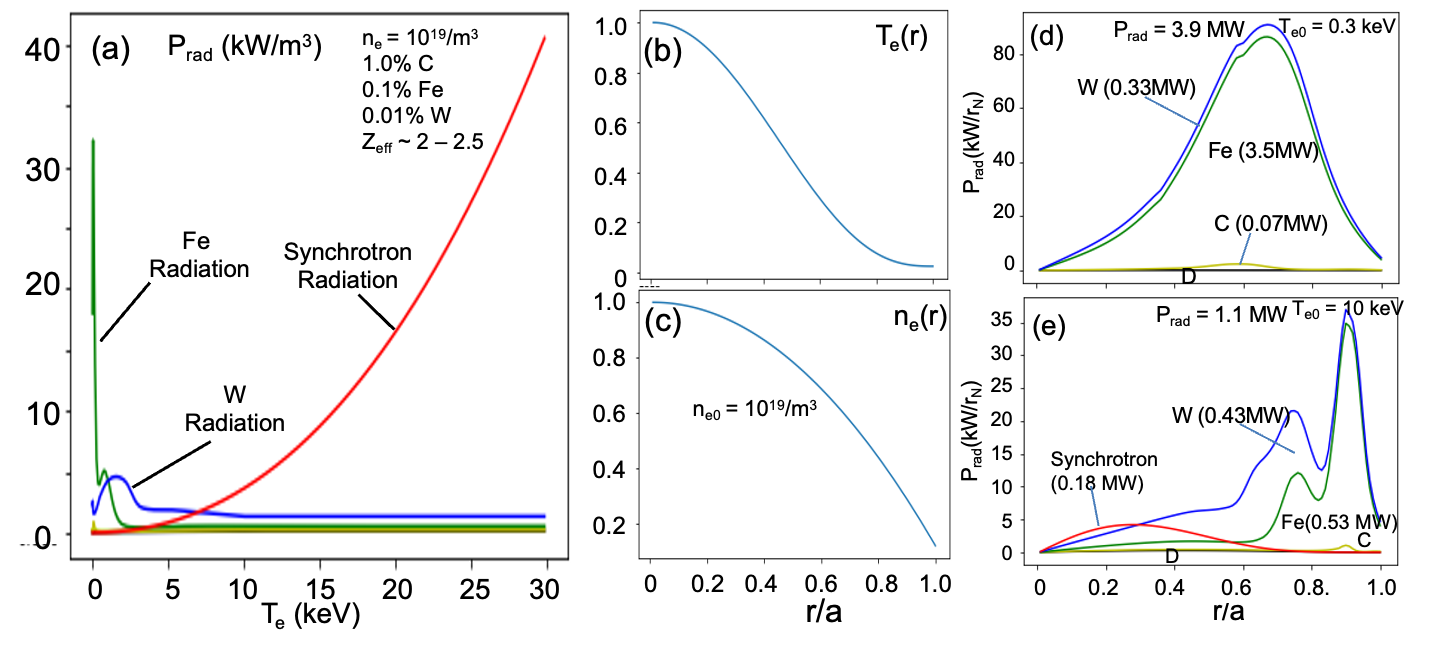 (a)
P_rad (kW/m³)
n_e = 10¹⁹/m³
1.0% C
0.1% Fe
0.01% W
Z_eff ~ 2 – 2.5
40
30
20
10
0
Fe
Radiation
Synchrotron
Radiation
W
Radiation
0 5 10 15 20 25 30
T_e (keV)
(b)
T_e(r)
1.0
0.8
0.6
0.4
0.2
0
(c)
n_e(r)
1.0
0.8
0.6
0.4
0.2
n_e0 = 10¹⁹/m³
0 0.2 0.4 0.6 0.8 1.0
r/a
(d)
P_rad = 3.9 MW
T_e0 = 0.3 keV
W (0.33MW)
Fe (3.5MW)
C (0.07MW)
D
P_rad(kW/r_N)
80
60
40
20
0
(e)
P_rad = 1.1 MW
T_e0 = 10 keV
W (0.43MW)
Synchrotron
(0.18 MW)
Fe(0.53 MW)
C
D
P_rad(kW/r_N)
35
30
25
20
15
10
5
0
0 0.2 0.4 0.6 0.8 1.0
r/a